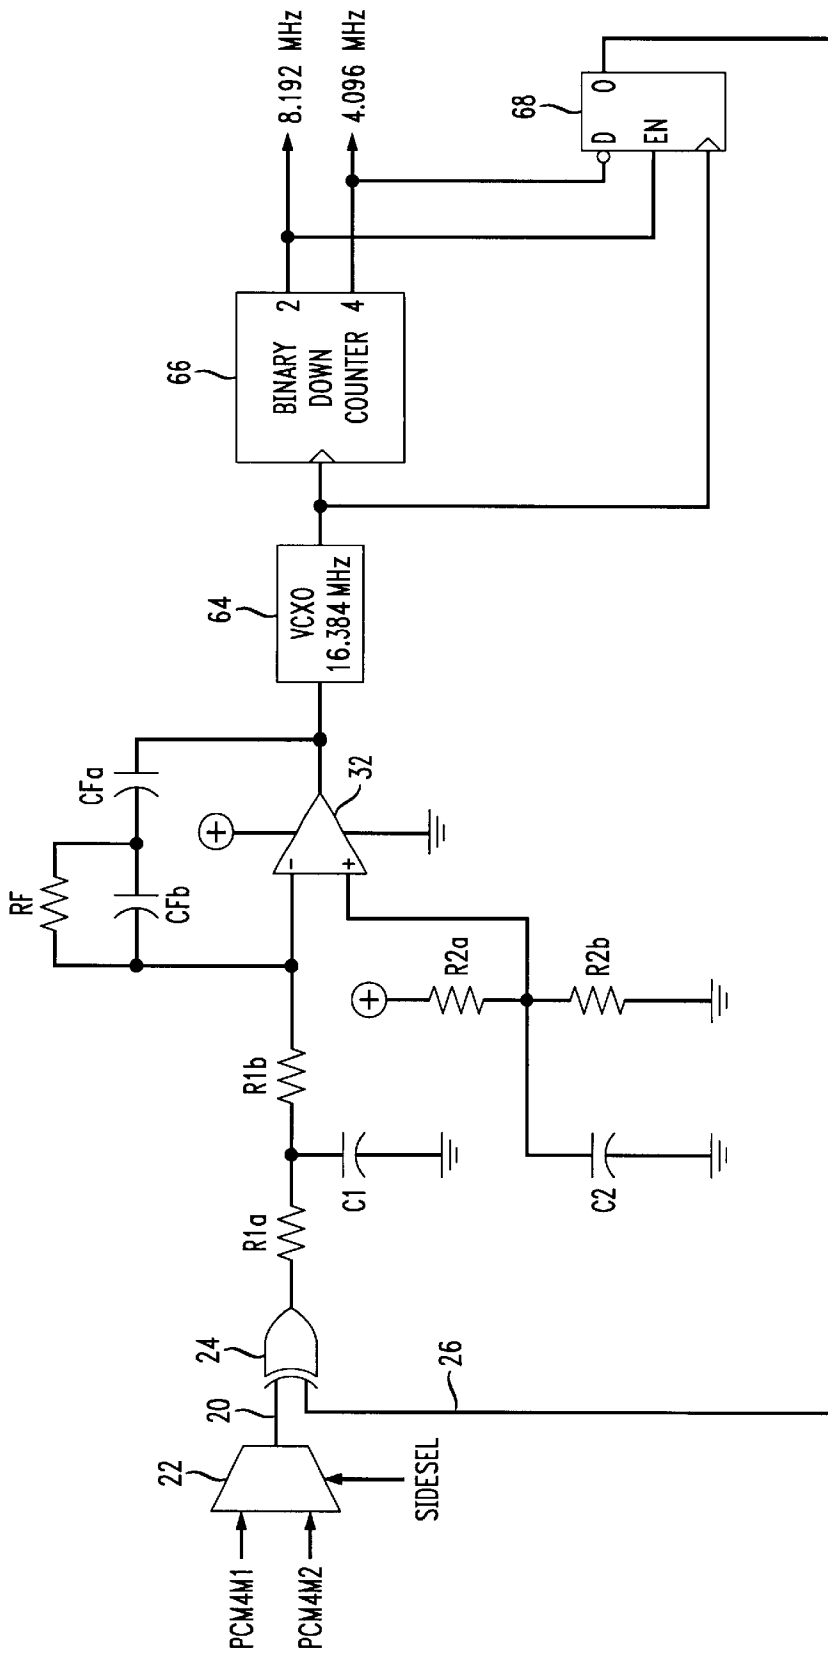 PCM4M1
PCM4M2
SIDESEL
22
20
24
26
R1a
C1
R1b
C2
R2a
R2b
RF
CFb
CFa
-
+
+
+
32
64
VCXO
16.384 MHz
66
BINARY
DOWN
COUNTER
2
4
8.192 MHz
4.096 MHz
68
D
O
EN